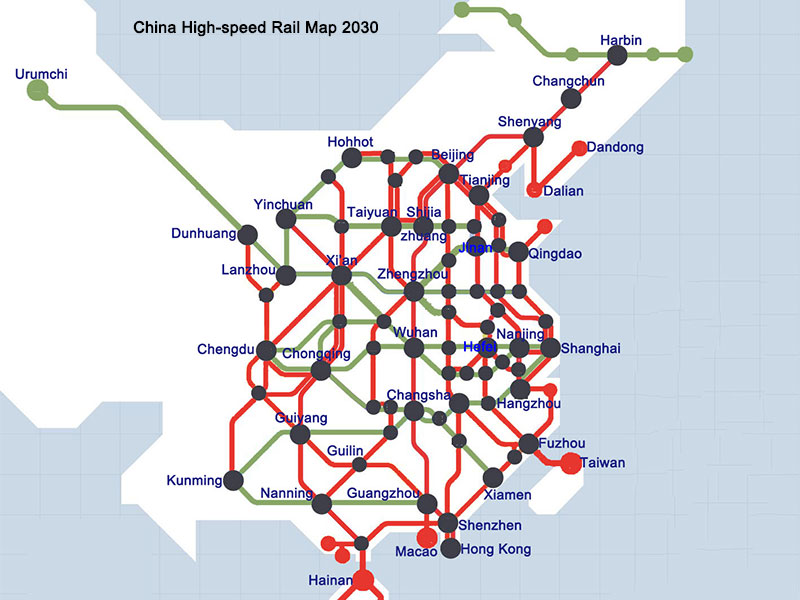 China High-speed Rail Map 2030
Harbin
Urumchi
Changchun
Shenyang
Hohhot
Beijing
Dandong
Tianjing
Dalian
Yinchuan
Taiyuan
Shijia
zhuang
Dunhuang
Jinan
Qingdao
Xi'an
Lanzhou
Zhengzhou
Wuhan
Nanjing
Hefei
Shanghai
Chengdu
Chongqing
Changsha
Hangzhou
Guiyang
Fuzhou
Guilin
Taiwan
Kunming
Nanning
Guangzhou
Xiamen
Shenzhen
Macao
Hong Kong
Hainan